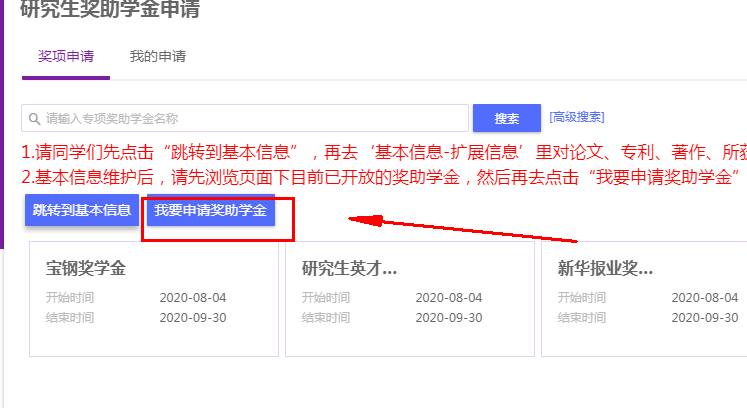 研究生奖助学金申请
奖项申请 我的申请
请输入专项奖助学金名称 搜索 [高级搜索]
1.请同学们先点击“跳转到基本信息”，再去‘基本信息-扩展信息’里对论文、专利、著作、所获
2.基本信息维护后，请先浏览页面下目前已开放的奖助学金，然后再去点击“我要申请奖助学金”
跳转到基本信息 我要申请奖助学金
宝钢奖学金 研究生英才... 新华报业奖...
开始时间 2020-08-04 开始时间 2020-08-04 开始时间 2020-08-04
结束时间 2020-09-30 结束时间 2020-09-30 结束时间 2020-09-30